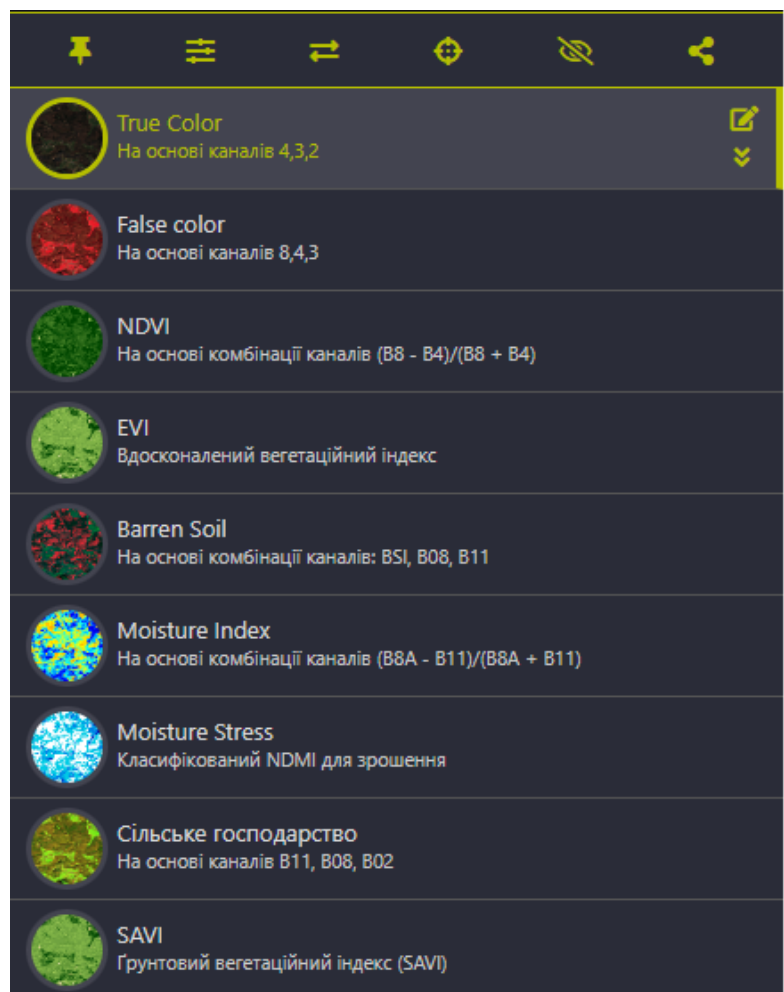 True Color
На основі каналів 4,3,2
False color
На основі каналів 8,4,3
NDVI
На основі комбінації каналів (B8 - B4)/(B8 + B4)
EVI
Вдосконалений вегетаційний індекс
Barren Soil
На основі комбінації каналів: BSI, B08, B11
Moisture Index
На основі комбінації каналів (B8A - B11)/(B8A + B11)
Moisture Stress
Класифікований NDMI для зрошення
Сільське господарство
На основі каналів B11, B08, B02
SAVI
Ґрунтовий вегетаційний індекс (SAVI)